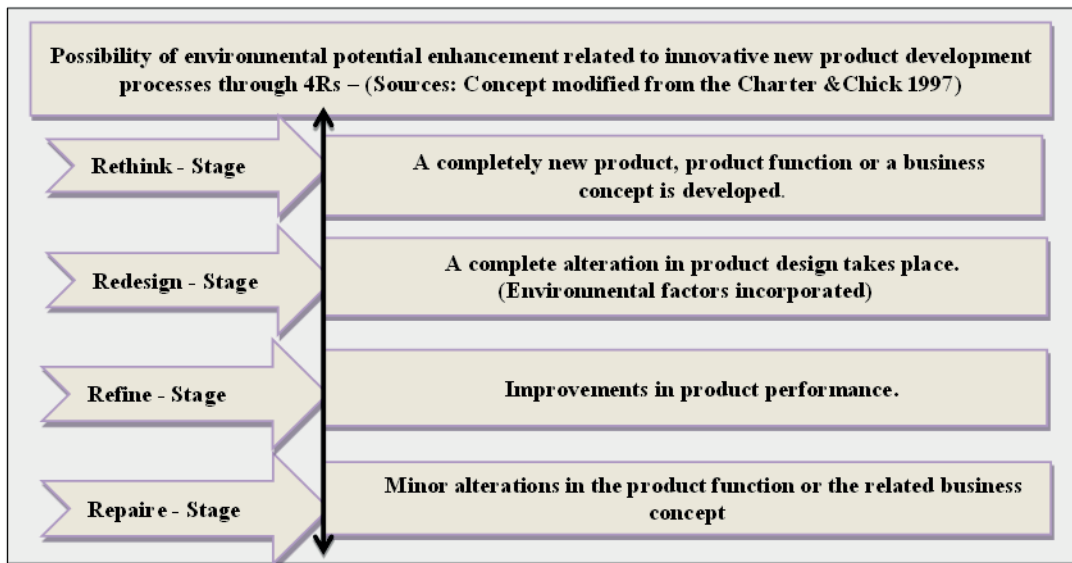 Possibility of environmental potential enhancement related to innovative new product development
processes through 4Rs – (Sources: Concept modified from the Charter &Chick 1997)
Rethink - Stage
A completely new product, product function or a business
concept is developed.
Redesign - Stage
A complete alteration in product design takes place.
(Environmental factors incorporated)
Refine - Stage
Improvements in product performance.
Repaire - Stage
Minor alterations in the product function or the related business
concept